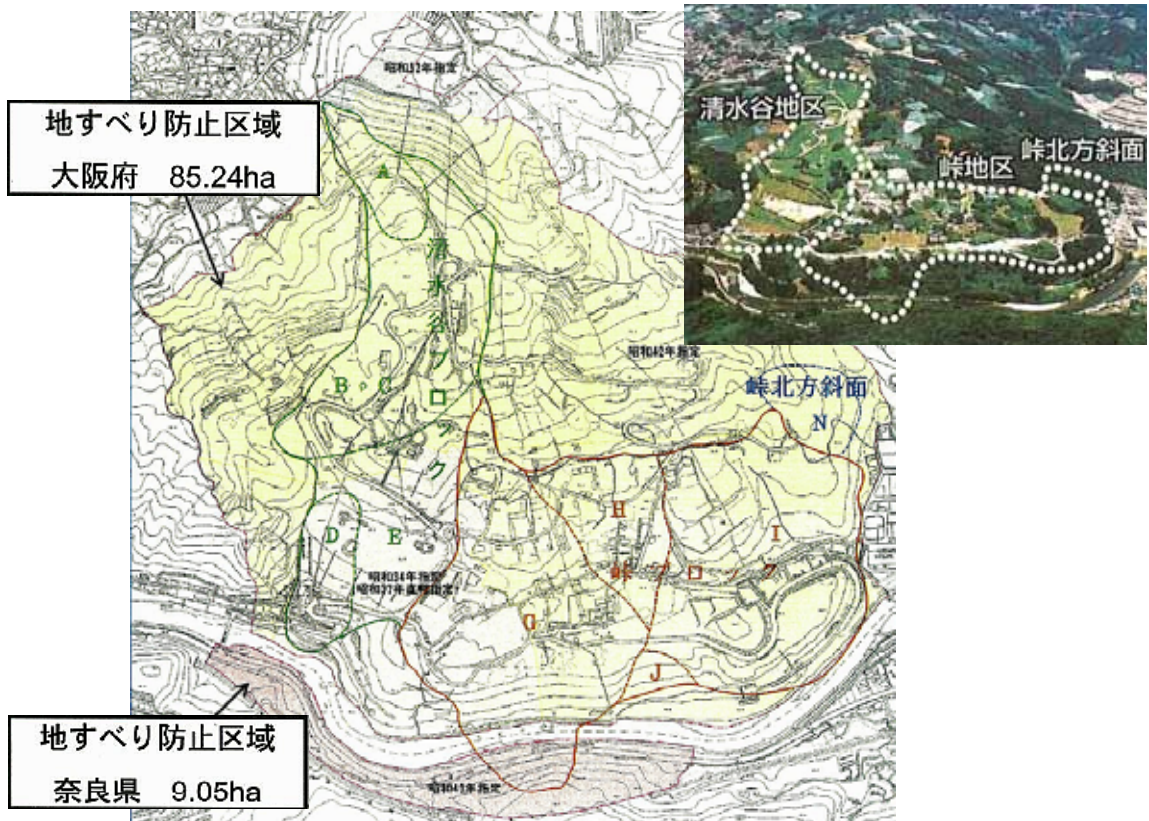 昭和52年指定
地すべり防止区域
大阪府 85.24ha
清水谷地区
峠地区
峠北方斜面
A
清水谷ブロック
昭和42年指定
峠北方斜面
N
B・C
H
D
E
I
峠ブロック
G
J
地すべり防止区域
奈良県 9.05ha